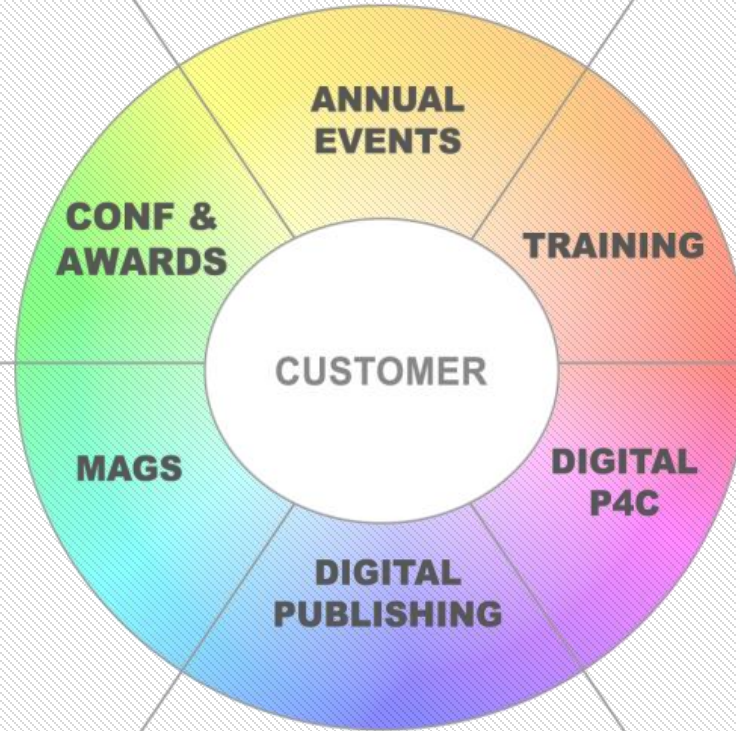 ANNUAL
EVENTS
CONF &
AWARDS
TRAINING
CUSTOMER
MAGS
DIGITAL
P4C
DIGITAL
PUBLISHING